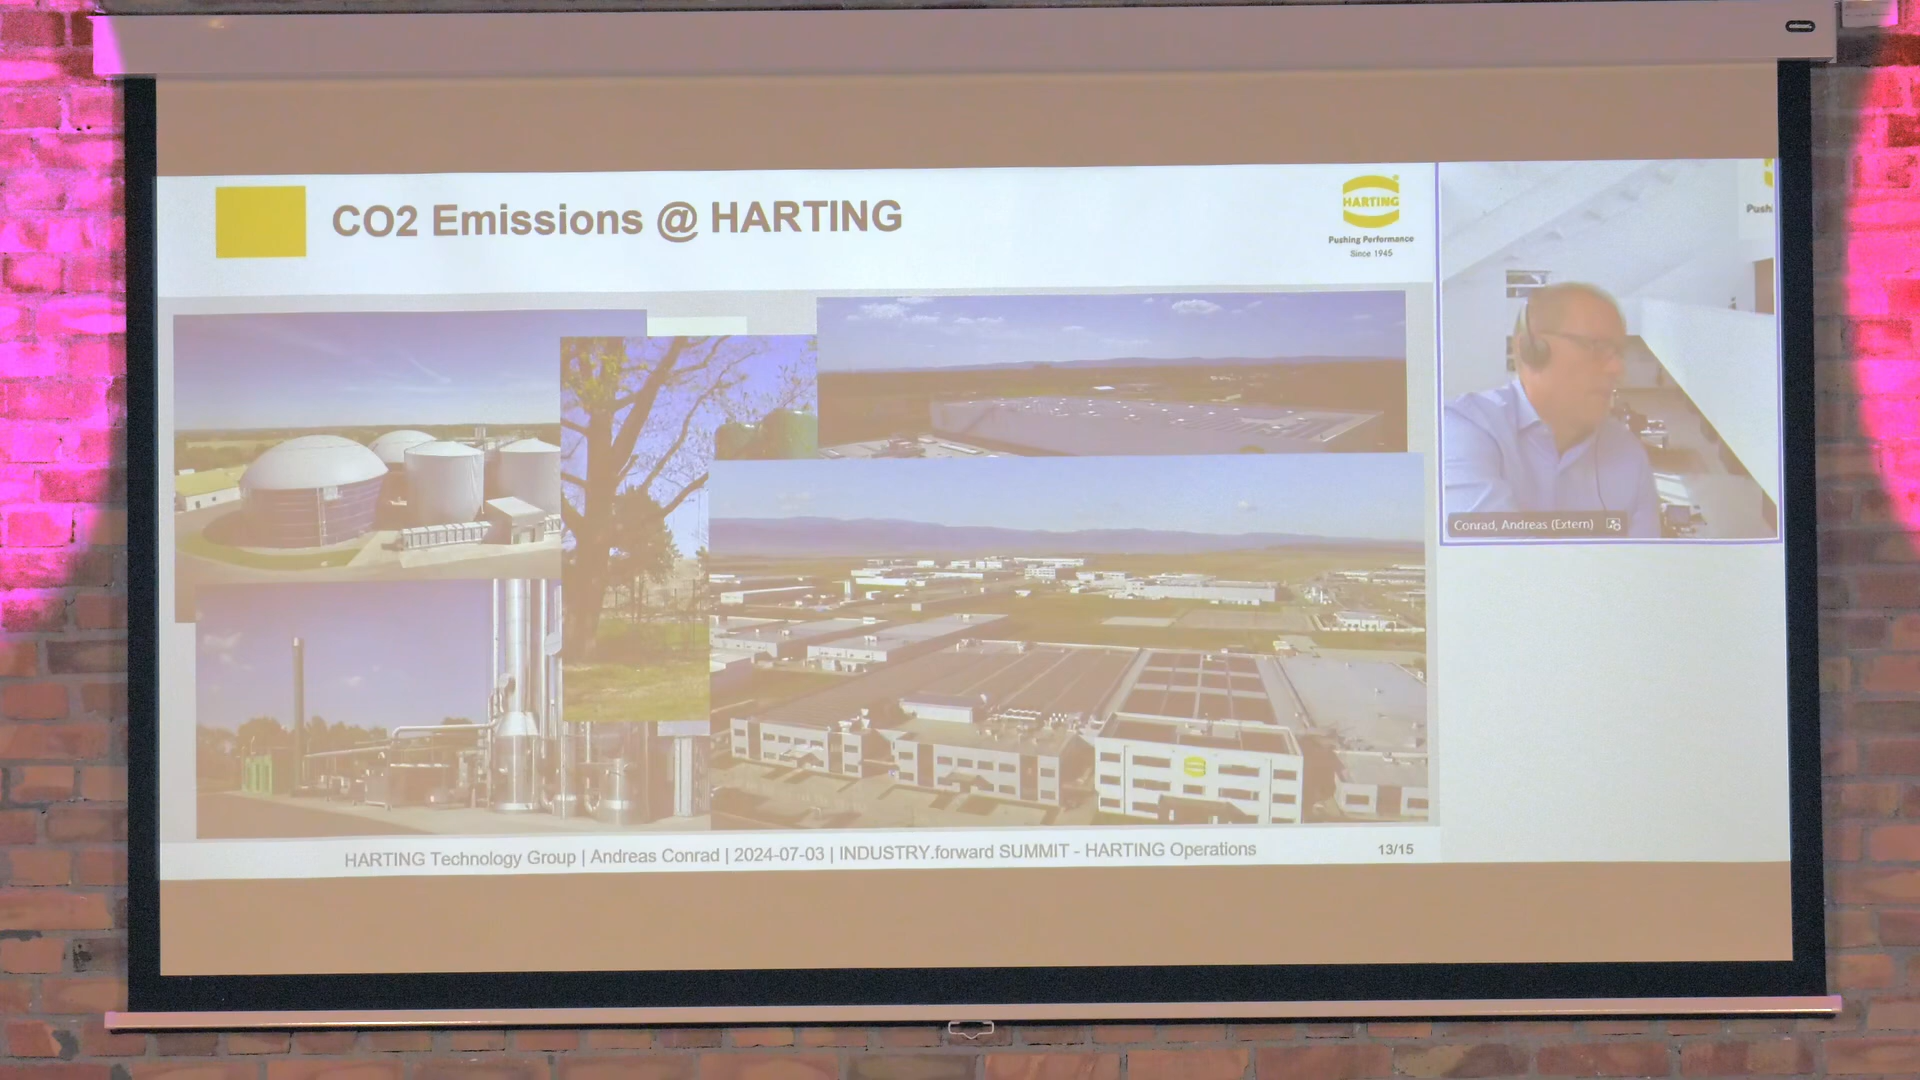 CO2 Emissions @ HARTING
HARTING
Pushing Performance
Since 1945
Push
Conrad, Andreas (Extern)
HARTING Technology Group | Andreas Conrad | 2024-07-03 | INDUSTRY.forward SUMMIT - HARTING Operations
13/15